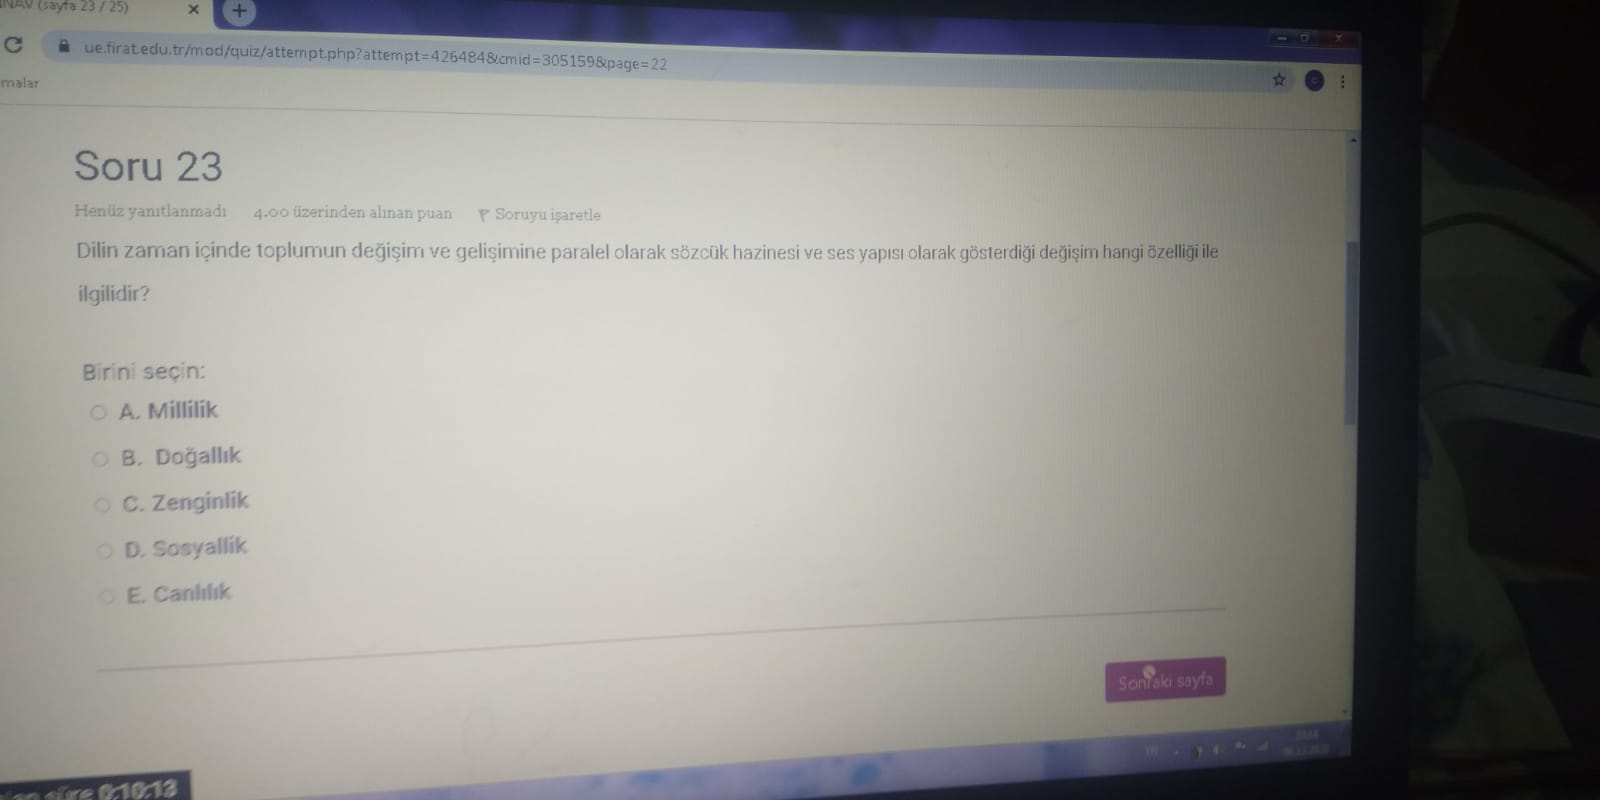 (sayfa 23 / 25)
ue.firat.edu.tr/mod/quiz/attempt.php?attempt=426484&cmid=305159&page=22
malar
Soru 23
Henüz yanıtlanmadı 4.00 üzerinden alınan puan Soruyu işaretle
Dilin zaman içinde toplumun değişim ve gelişimine paralel olarak sözcük hazinesi ve ses yapısı olarak gösterdiği değişim hangi özelliği ile
ilgilidir?
Birini seçin:
A. Millilik
B. Doğallık
C. Zenginlik
D. Sosyallik
E. Canlılık
Sonraki sayfa
TR
süre 0:10:13